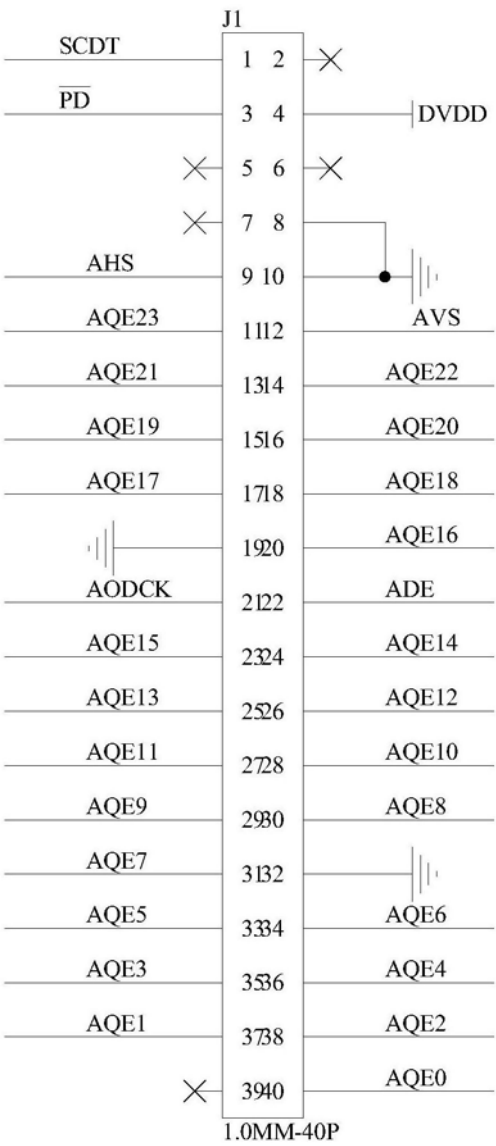 J1
SCDT 1 2
P̅D̅ 3 4 DVDD
5 6
7 8
AHS 9 10
AQE23 11 12 AVS
AQE21 13 14 AQE22
AQE19 15 16 AQE20
AQE17 17 18 AQE18
19 20 AQE16
AODCK 21 22 ADE
AQE15 23 24 AQE14
AQE13 25 26 AQE12
AQE11 27 28 AQE10
AQE9 29 30 AQE8
AQE7 31 32
AQE5 33 34 AQE6
AQE3 35 36 AQE4
AQE1 37 38 AQE2
39 40 AQE0
1.0MM-40P